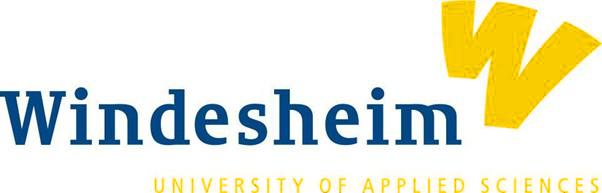 Windesheim W
UNIVERSITY OF APPLIED SCIENCES